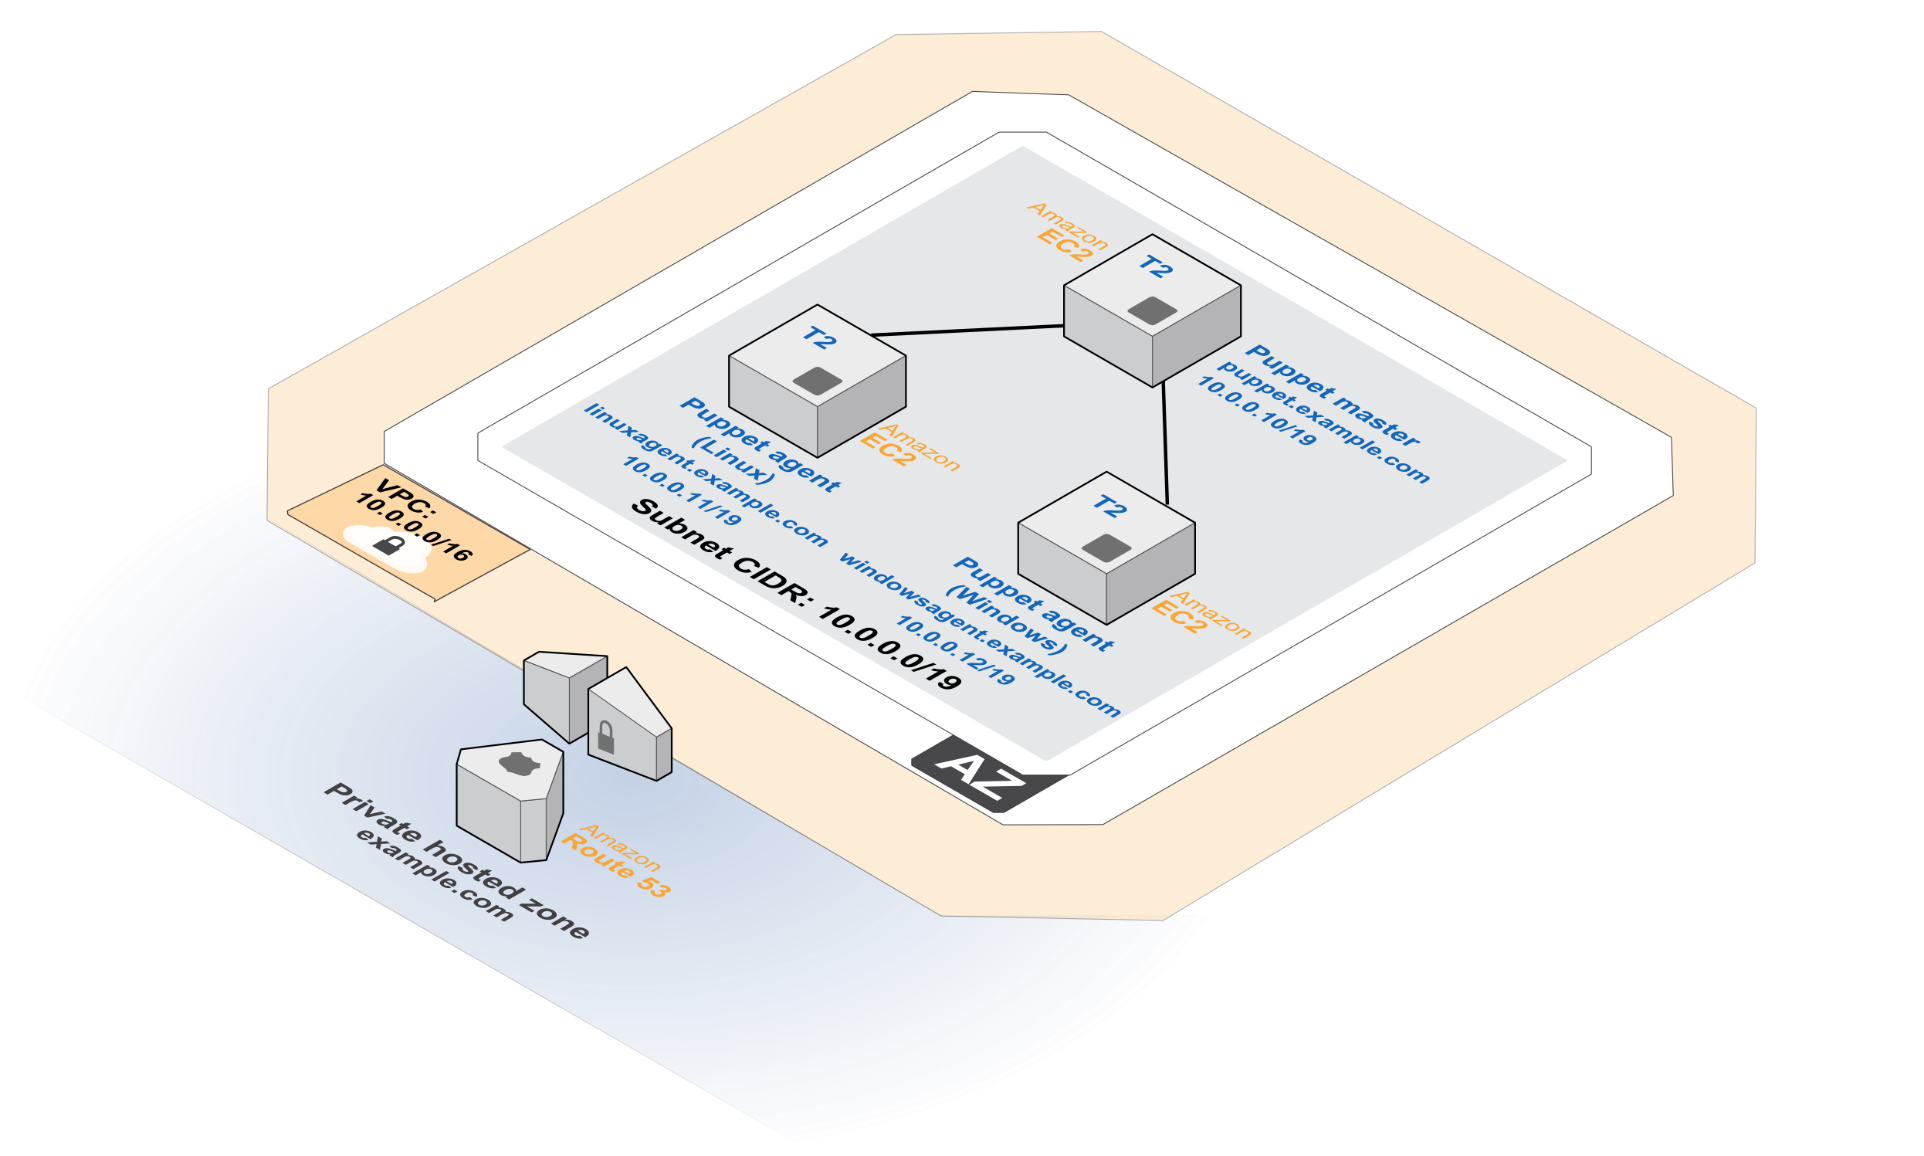 Amazon
EC2
T2
Puppet master
puppet.example.com
10.0.0.10/19
T2
Amazon
EC2
Puppet agent
(Linux)
linuxagent.example.com
10.0.0.11/19
T2
Amazon
EC2
Puppet agent
(Windows)
windowsagent.example.com
10.0.0.12/19
Subnet CIDR: 10.0.0.0/19
VPC:
10.0.0.0/16
AZ
Amazon
Route 53
Private hosted zone
example.com